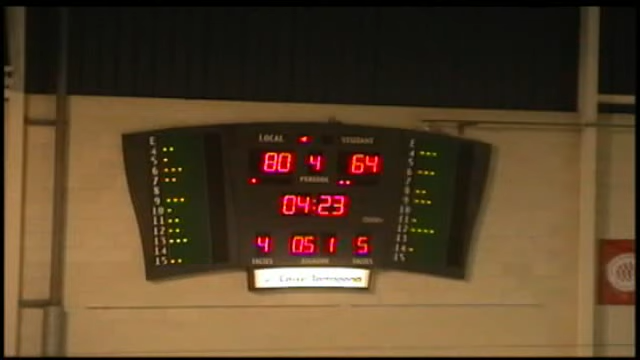 LOCAL VISITANT
80 4 64
PERIODE
04:23
4 05 1 5
FALTES JUGADOR FALTES
E E
4 4
5 5
6 6
7 7
8 8
9 9
10 10
11 11
12 12
13 13
14 14
15 15